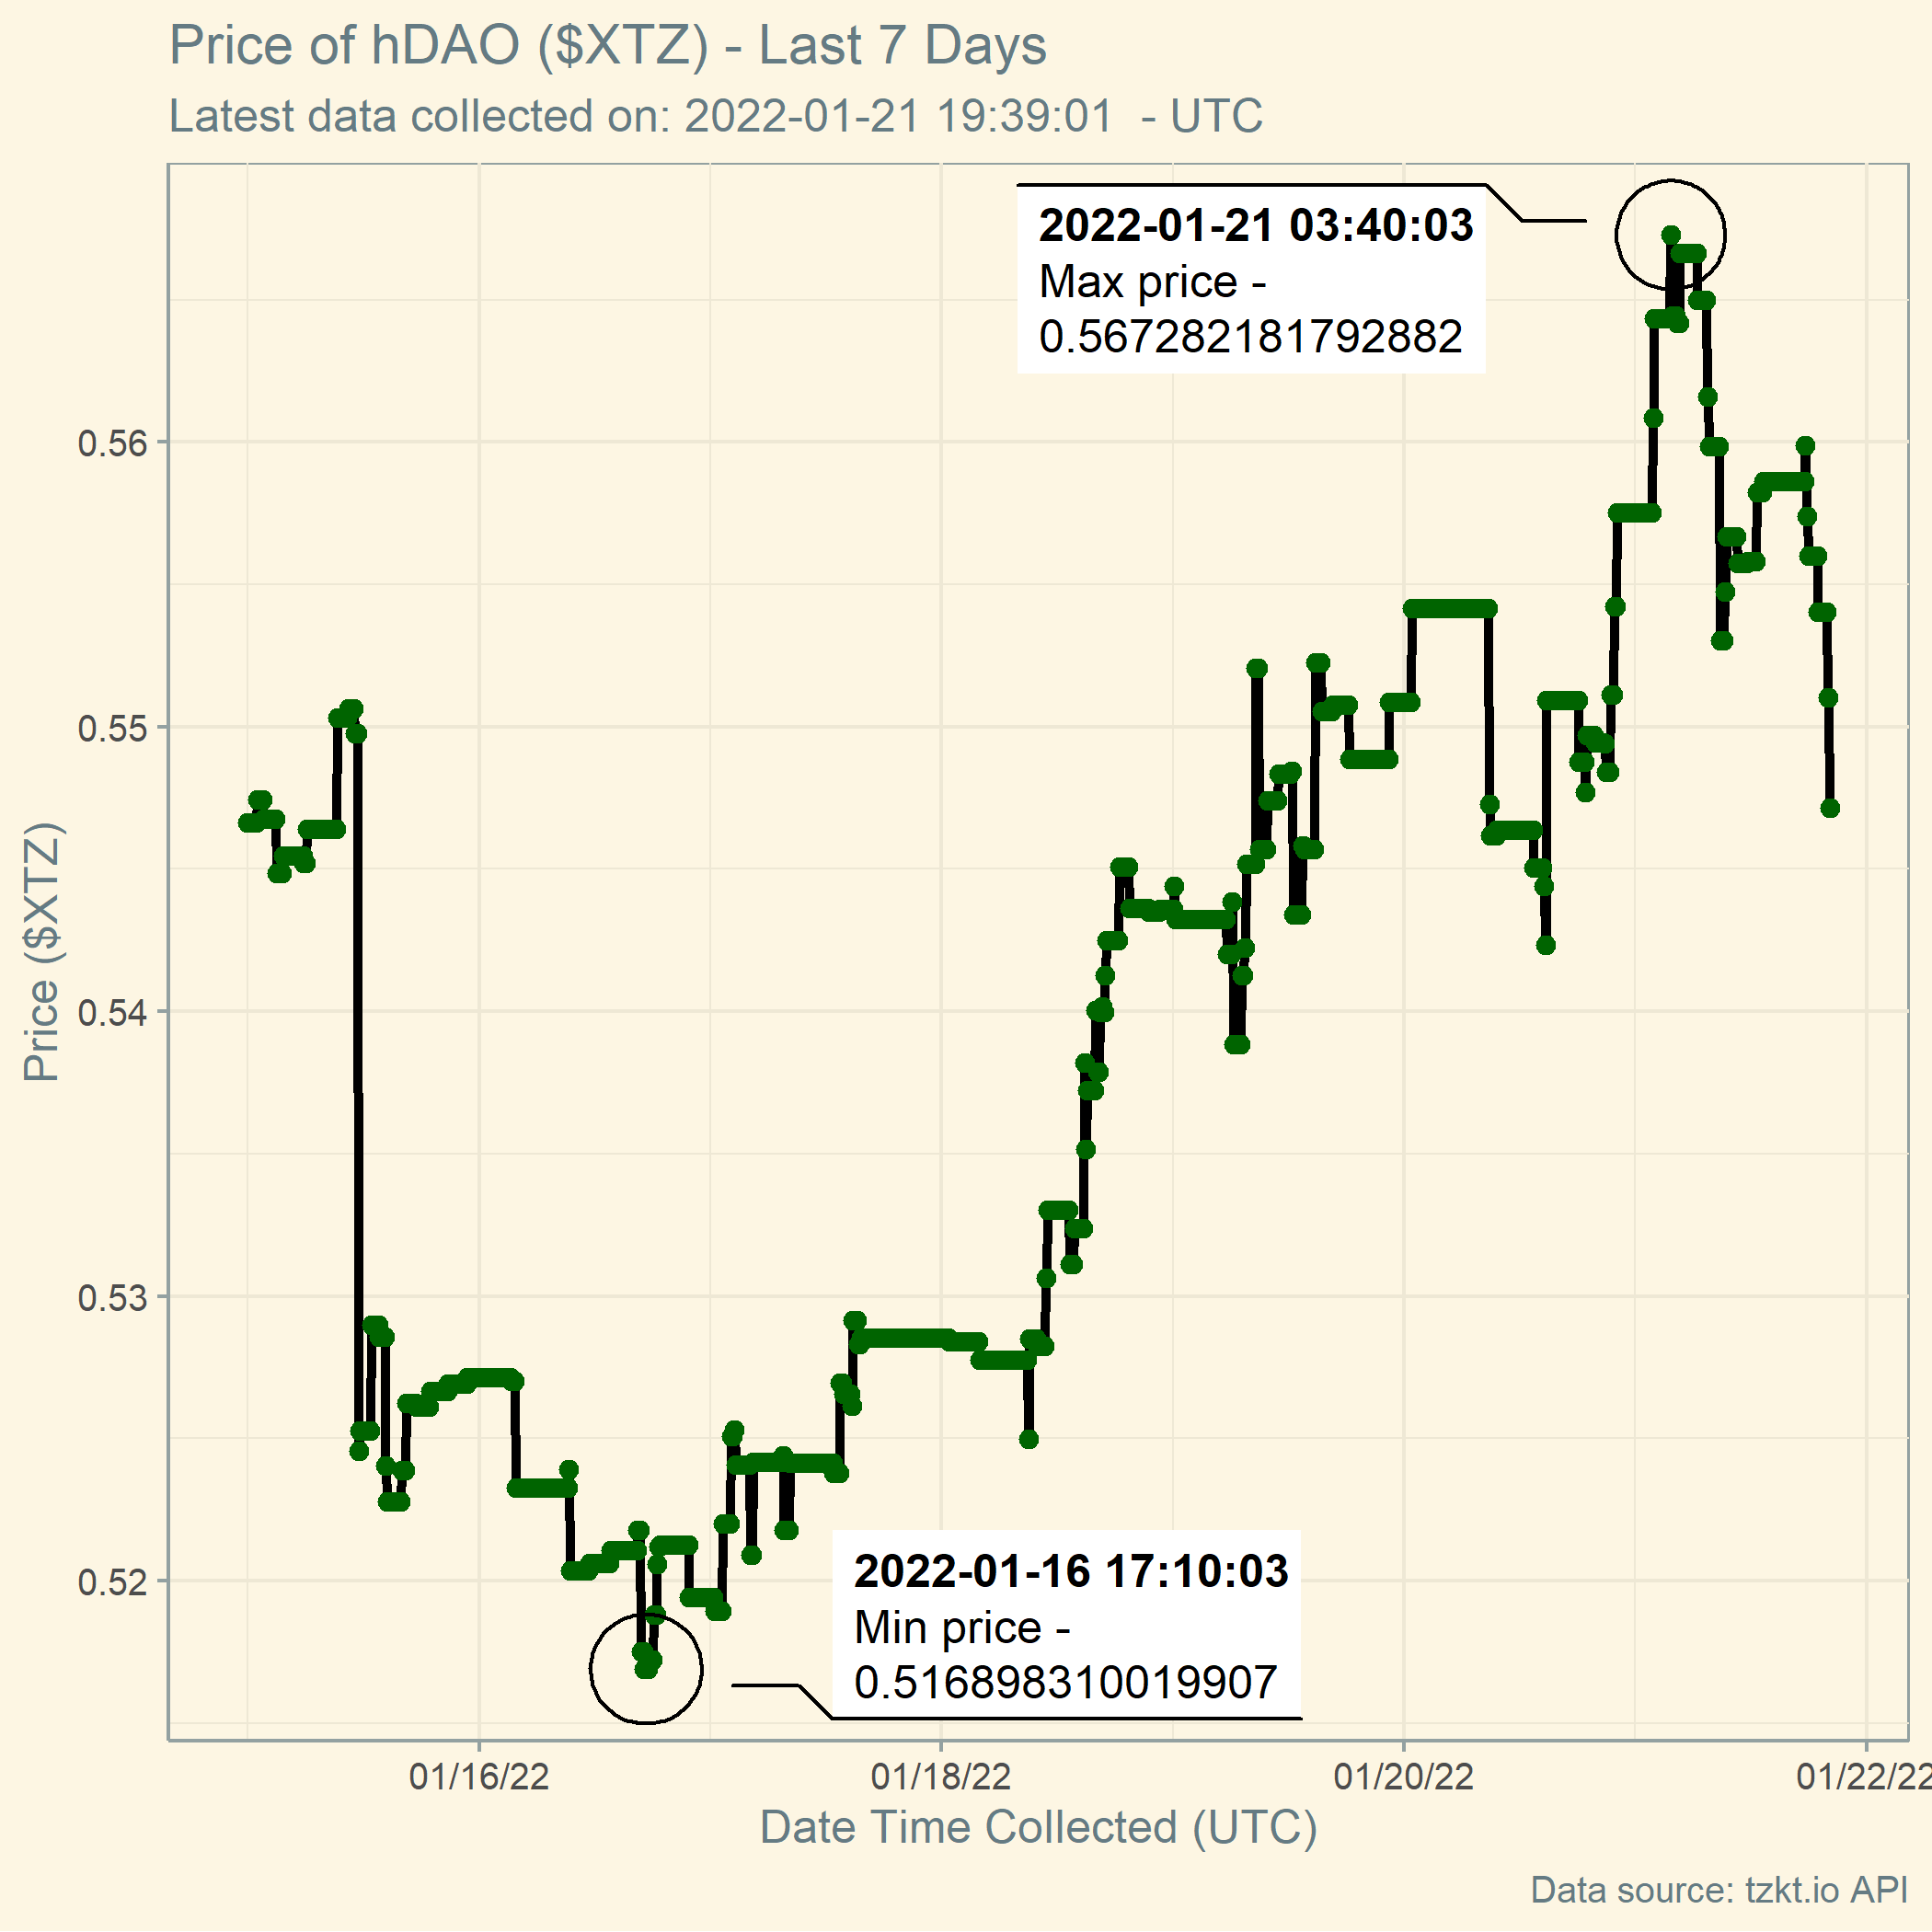 Price of hDAO ($XTZ) - Last 7 Days
Latest data collected on: 2022-01-21 19:39:01  - UTC
2022-01-21 03:40:03
Max price -
0.567282181792882
0.56
0.55
0.54
0.53
0.52
Price ($XTZ)
2022-01-16 17:10:03
Min price -
0.516898310019907
01/16/22
01/18/22
01/20/22
01/22/22
Date Time Collected (UTC)
Data source: tzkt.io API